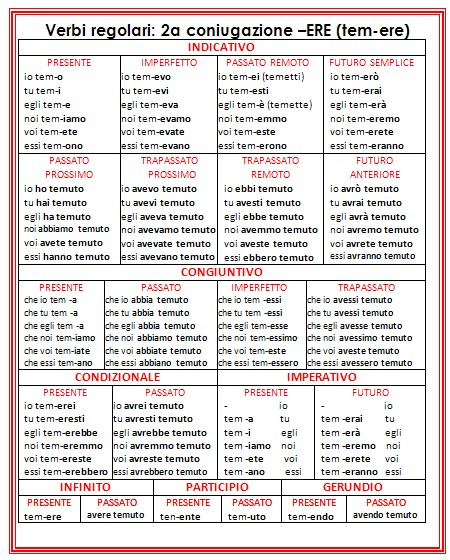 Verbi regolari: 2a coniugazione –ERE (tem-ere)
INDICATIVO
PRESENTE IMPERFETTO PASSATO REMOTO FUTURO SEMPLICE
io tem-o io tem-evo io tem-ei (temetti) io tem-erò
tu tem-i tu tem-evi tu tem-esti tu tem-erai
egli tem-e egli tem-eva egli tem-è (temette) egli tem-erà
noi tem-iamo noi tem-evamo noi tem-emmo noi tem-eremo
voi tem-ete voi tem-evate voi tem-este voi tem-erete
essi tem-ono essi tem-evano essi tem-erono essi tem-eranno
PASSATO TRAPASSATO TRAPASSATO FUTURO
PROSSIMO PROSSIMO REMOTO ANTERIORE
io ho temuto io avevo temuto io ebbi temuto io avrò temuto
tu hai temuto tu avevi temuto tu avesti temuto tu avrai temuto
egli ha temuto egli aveva temuto egli ebbe temuto egli avrà temuto
noi abbiamo temuto noi avevamo temuto noi avemmo temuto noi avremo temuto
voi avete temuto voi avevate temuto voi aveste temuto voi avrete temuto
essi hanno temuto essi avevano temuto essi ebbero temuto essi avranno temuto
CONGIUNTIVO
PRESENTE PASSATO IMPERFETTO TRAPASSATO
che io tem -a che io abbia temuto che io tem -essi che io avessi temuto
che tu tem -a che tu abbia temuto che tu tem -essi che tu avessi temuto
che egli tem -a che egli abbia temuto che egli tem-esse che egli avesse temuto
che noi tem-iamo che noi abbiamo temuto che noi tem-essimo che noi avessimo temuto
che voi tem-iate che voi abbiate temuto che voi tem-este che voi aveste temuto
che essi tem-ano che essi abbiano temuto che essi tem-essero che essi avessero temuto
CONDIZIONALE IMPERATIVO
PRESENTE PASSATO PRESENTE FUTURO
io tem-erei io avrei temuto - io - io
tu tem-eresti tu avresti temuto tem -a tu tem -erai tu
egli tem-erebbe egli avrebbe temuto tem -i egli tem -erà egli
noi tem-eremmo noi avremmo temuto tem -iamo noi tem -eremo noi
voi tem-ereste voi avreste temuto tem -ete voi tem -erete voi
essi tem-erebbero essi avrebbero temuto tem -ano essi tem -eranno essi
INFINITO PARTICIPIO GERUNDIO
PRESENTE PASSATO PRESENTE PASSATO PRESENTE PASSATO
tem-ere avere temuto ten-ente tem-uto tem-endo avendo temuto